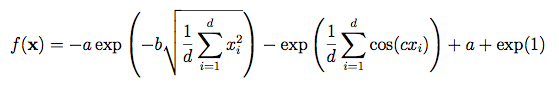 f(x) = −a exp(−b√(1/d ∑_{i=1}^{d} x_i^2)) − exp(1/d ∑_{i=1}^{d} cos(cx_i)) + a + exp(1)